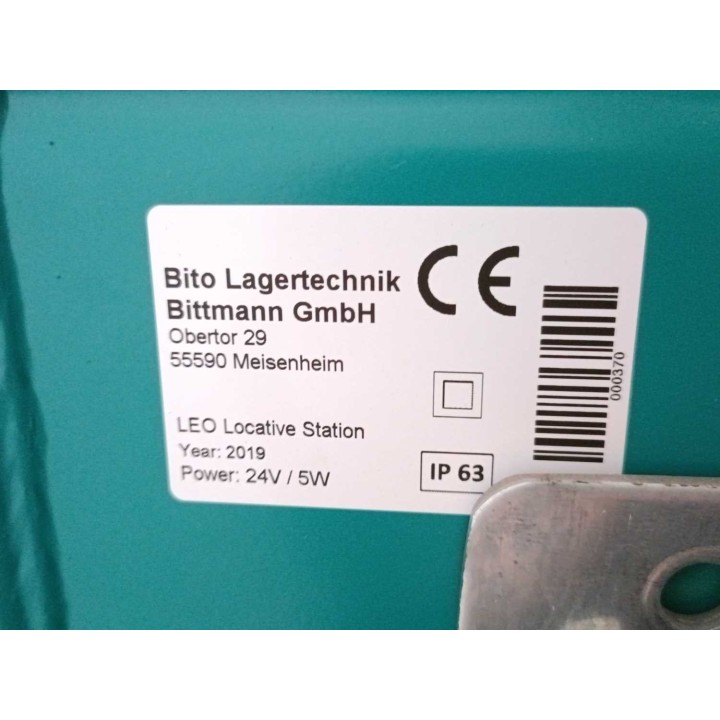 Bito Lagertechnik
Bittmann GmbH
Obertor 29
55590 Meisenheim
CE
LEO Locative Station
Year: 2019
Power: 24V / 5W
IP 63
000370